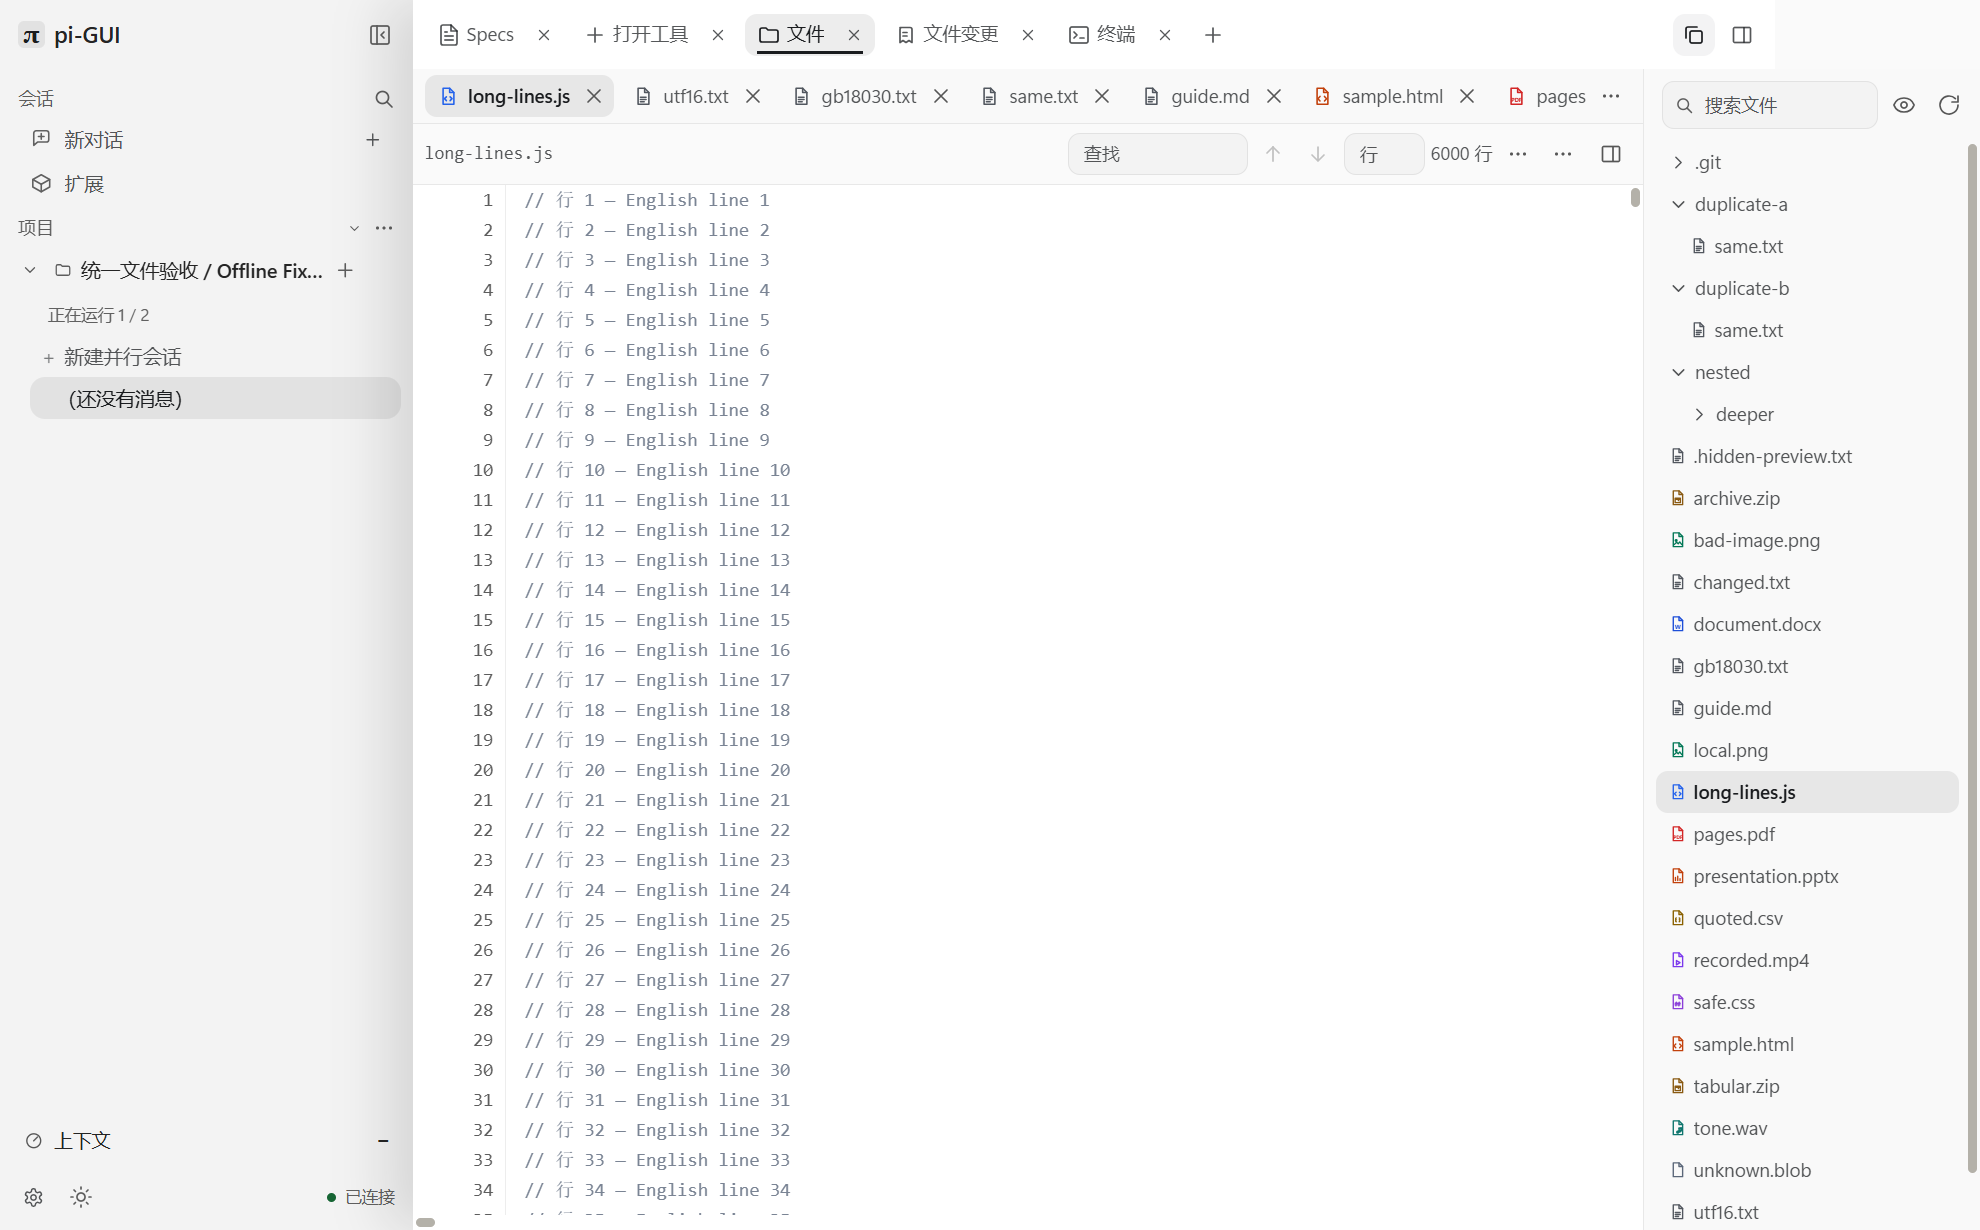 π pi-GUI
会话
新对话
扩展
项目
统一文件验收 / Offline Fix...
正在运行 1 / 2
+ 新建并行会话
(还没有消息)
上下文 –
已连接
Specs 打开工具 文件 文件变更 终端
long-lines.js utf16.txt gb18030.txt same.txt guide.md sample.html pages
long-lines.js 查找 行 6000 行
1 // 行 1 — English line 1
2 // 行 2 — English line 2
3 // 行 3 — English line 3
4 // 行 4 — English line 4
5 // 行 5 — English line 5
6 // 行 6 — English line 6
7 // 行 7 — English line 7
8 // 行 8 — English line 8
9 // 行 9 — English line 9
10 // 行 10 — English line 10
11 // 行 11 — English line 11
12 // 行 12 — English line 12
13 // 行 13 — English line 13
14 // 行 14 — English line 14
15 // 行 15 — English line 15
16 // 行 16 — English line 16
17 // 行 17 — English line 17
18 // 行 18 — English line 18
19 // 行 19 — English line 19
20 // 行 20 — English line 20
21 // 行 21 — English line 21
22 // 行 22 — English line 22
23 // 行 23 — English line 23
24 // 行 24 — English line 24
25 // 行 25 — English line 25
26 // 行 26 — English line 26
27 // 行 27 — English line 27
28 // 行 28 — English line 28
29 // 行 29 — English line 29
30 // 行 30 — English line 30
31 // 行 31 — English line 31
32 // 行 32 — English line 32
33 // 行 33 — English line 33
34 // 行 34 — English line 34
搜索文件
.git
duplicate-a
same.txt
duplicate-b
same.txt
nested
deeper
.hidden-preview.txt
archive.zip
bad-image.png
changed.txt
document.docx
gb18030.txt
guide.md
local.png
long-lines.js
pages.pdf
presentation.pptx
quoted.csv
recorded.mp4
safe.css
sample.html
tabular.zip
tone.wav
unknown.blob
utf16.txt